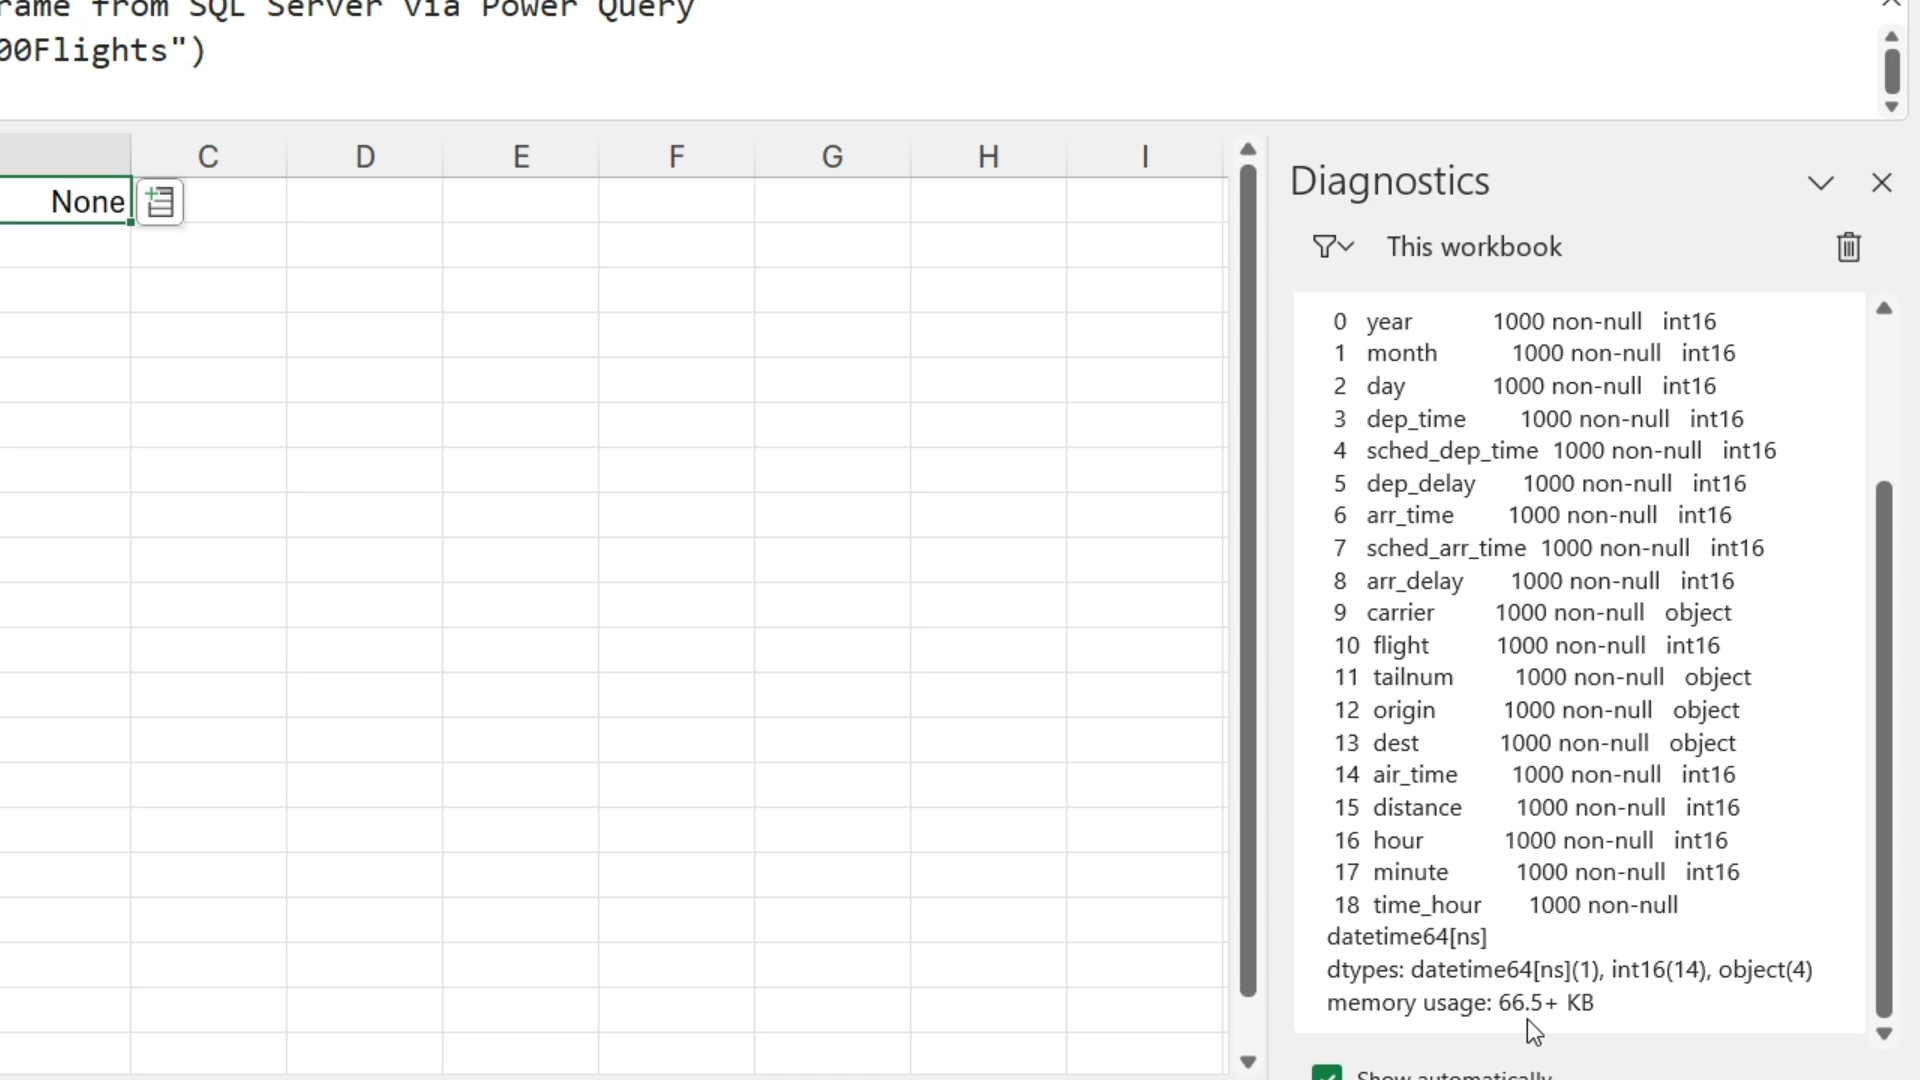 rame from SQL Server via Power Query
00Flights")
C D E F G H I
None
Diagnostics
This workbook
0 year 1000 non-null int16
1 month 1000 non-null int16
2 day 1000 non-null int16
3 dep_time 1000 non-null int16
4 sched_dep_time 1000 non-null int16
5 dep_delay 1000 non-null int16
6 arr_time 1000 non-null int16
7 sched_arr_time 1000 non-null int16
8 arr_delay 1000 non-null int16
9 carrier 1000 non-null object
10 flight 1000 non-null int16
11 tailnum 1000 non-null object
12 origin 1000 non-null object
13 dest 1000 non-null object
14 air_time 1000 non-null int16
15 distance 1000 non-null int16
16 hour 1000 non-null int16
17 minute 1000 non-null int16
18 time_hour 1000 non-null
datetime64[ns]
dtypes: datetime64[ns](1), int16(14), object(4)
memory usage: 66.5+ KB
Show automatically